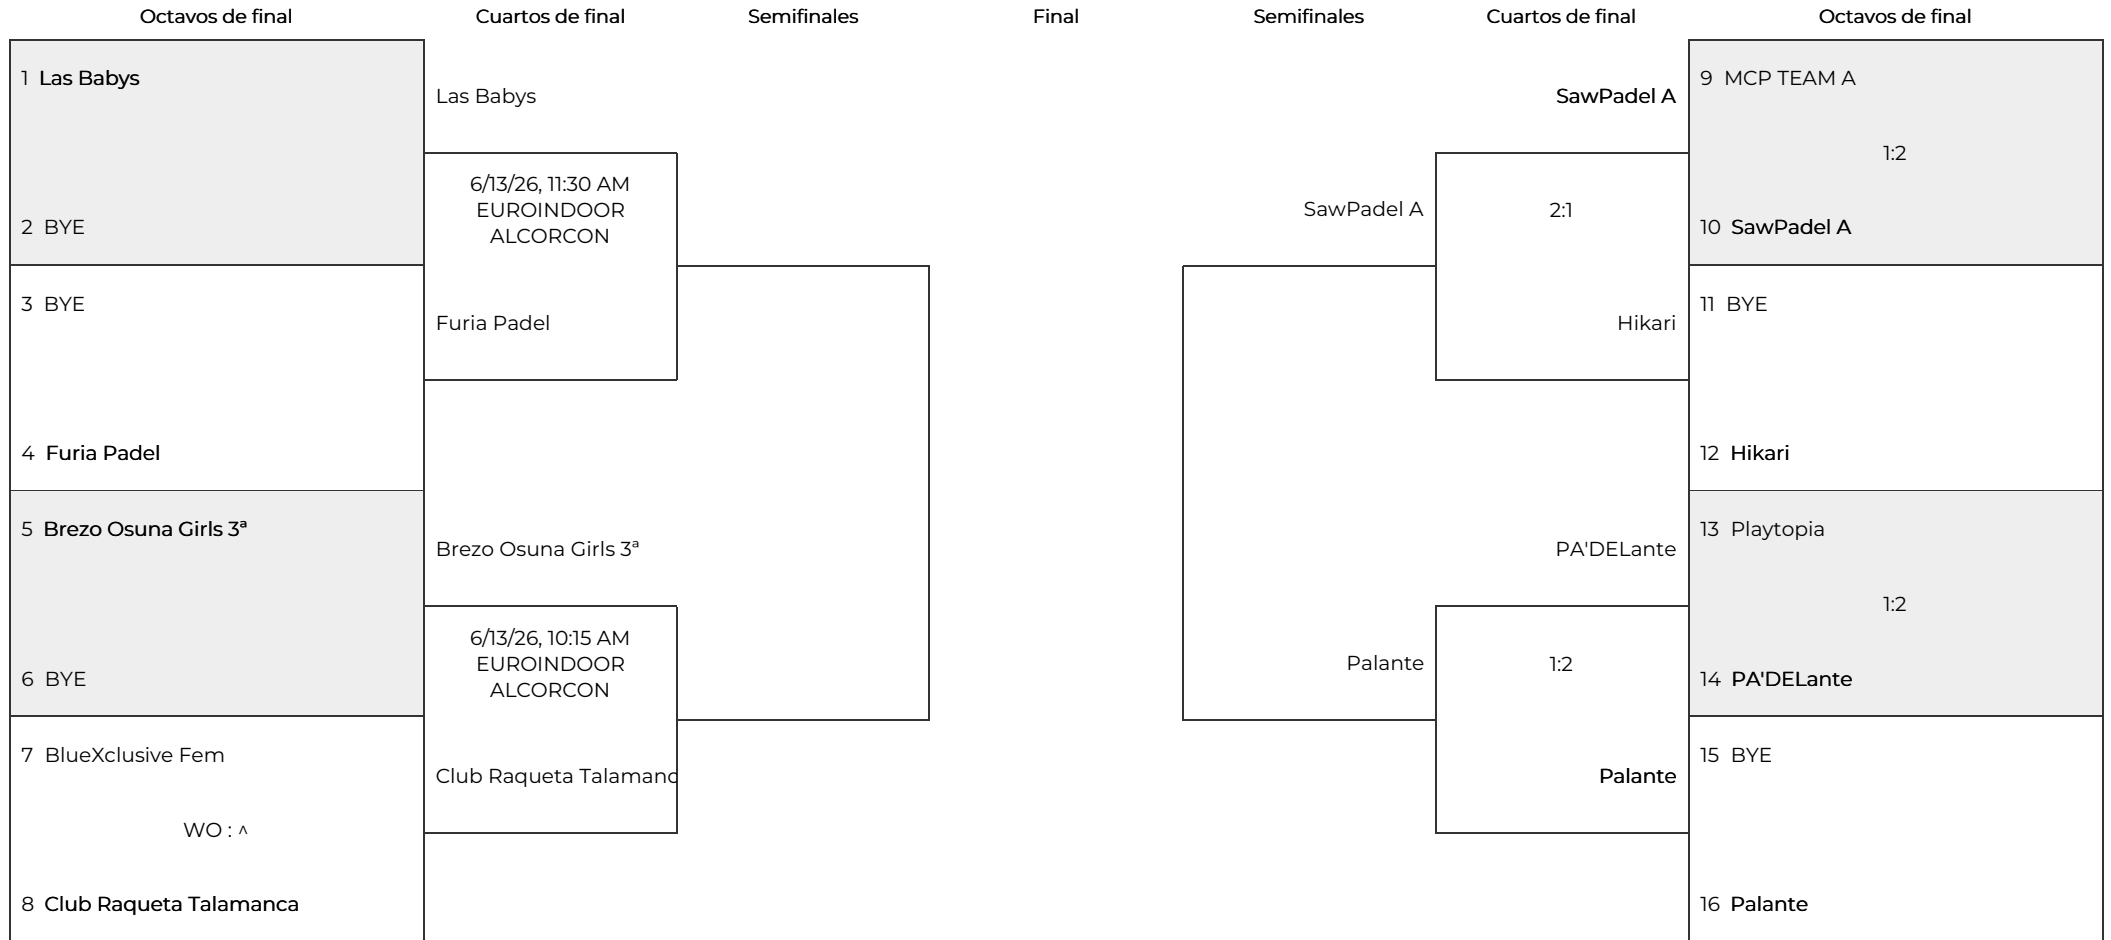 Octavos de final
Cuartos de final
Semifinales
Final
Semifinales
Cuartos de final
Octavos de final
1 Las Babys
2 BYE
3 BYE
4 Furia Padel
5 Brezo Osuna Girls 3ª
6 BYE
7 BlueXclusive Fem
WO : ^
8 Club Raqueta Talamanca
Las Babys
6/13/26, 11:30 AM
EUROINDOOR
ALCORCON
Furia Padel
Brezo Osuna Girls 3ª
6/13/26, 10:15 AM
EUROINDOOR
ALCORCON
Club Raqueta Talamanc
SawPadel A
Palante
SawPadel A
2:1
Hikari
PA'DELante
1:2
Palante
9 MCP TEAM A
1:2
10 SawPadel A
11 BYE
12 Hikari
13 Playtopia
1:2
14 PA'DELante
15 BYE
16 Palante